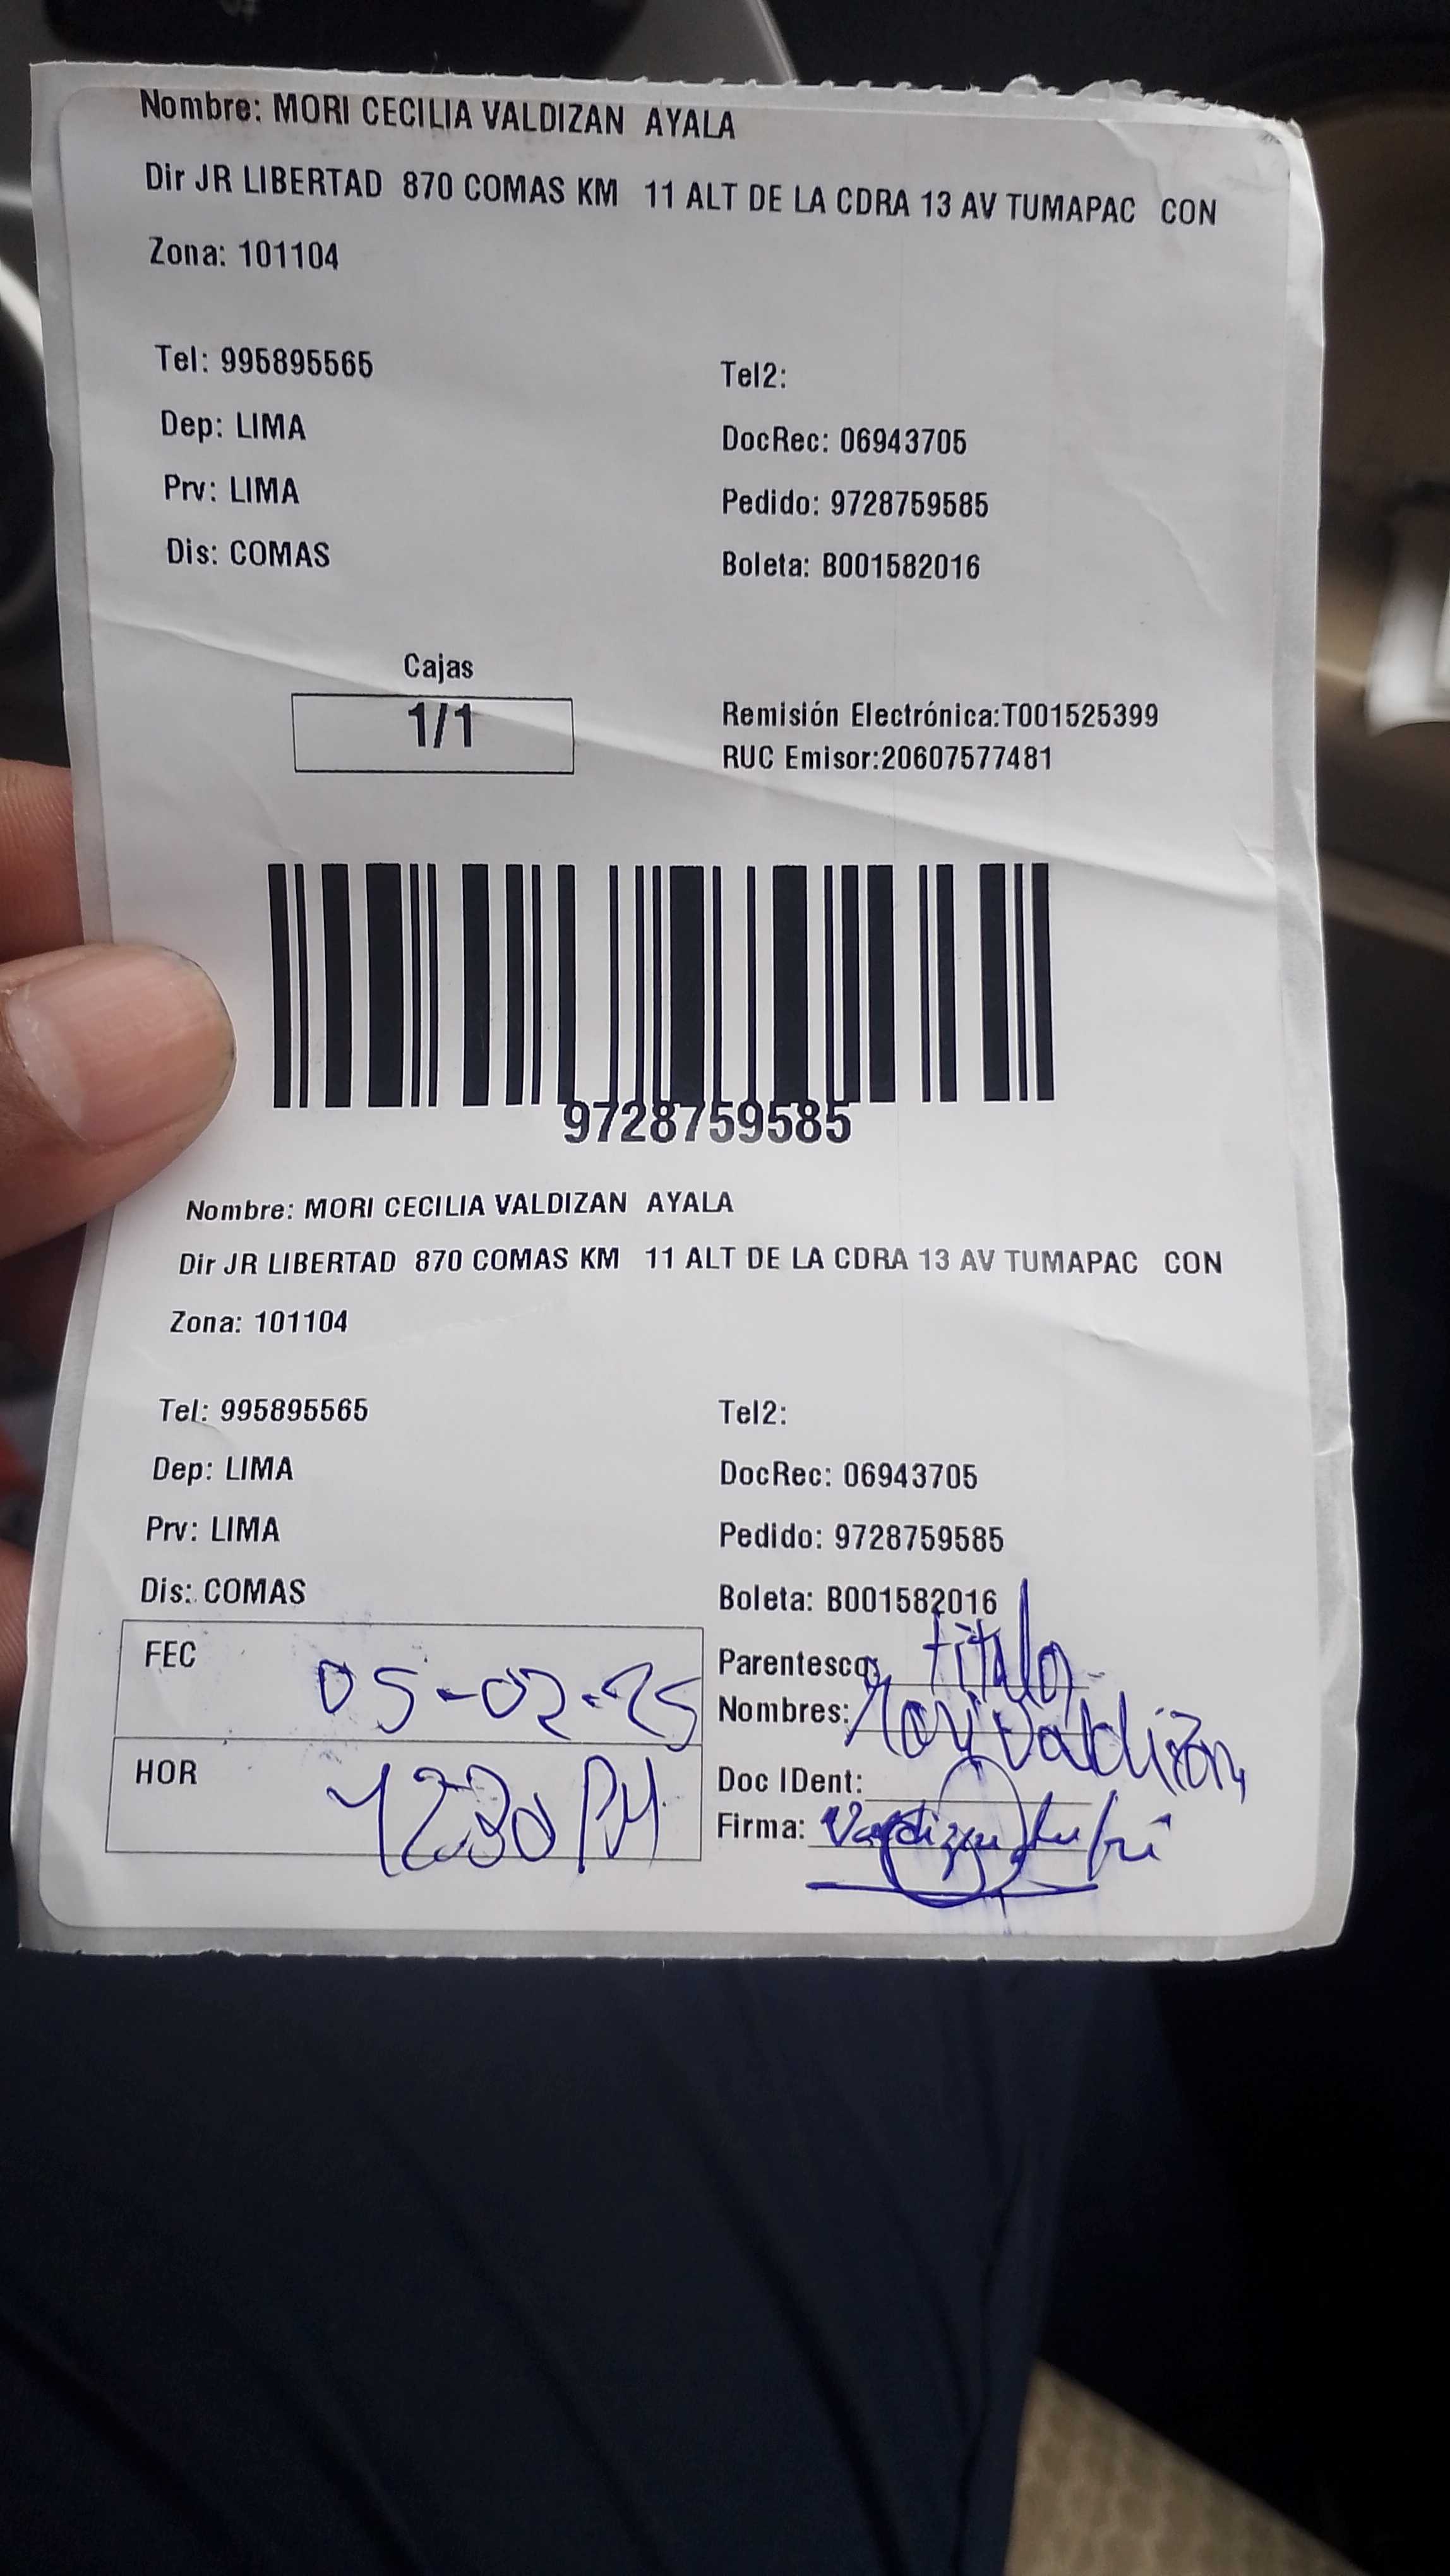 Nombre: MORI CECILIA VALDIZAN AYALA
Dir JR LIBERTAD 870 COMAS KM 11 ALT DE LA CDRA 13 AV TUMAPAC CON
Zona: 101104
Tel: 995895565 Tel2:
Dep: LIMA DocRec: 06943705
Prv: LIMA Pedido: 9728759585
Dis: COMAS Boleta: B001582016
Cajas
1/1
Remisión Electrónica:T001525399
RUC Emisor:20607577481
9728759585
Nombre: MORI CECILIA VALDIZAN AYALA
Dir JR LIBERTAD 870 COMAS KM 11 ALT DE LA CDRA 13 AV TUMAPAC CON
Zona: 101104
Tel: 995895565 Tel2:
Dep: LIMA DocRec: 06943705
Prv: LIMA Pedido: 9728759585
Dis: COMAS Boleta: B001582016
FEC 05-02-25 Parentesco:
Nombres: Mori Valdizan
HOR 1230 PM Doc IDent:
Firma: Valdizan